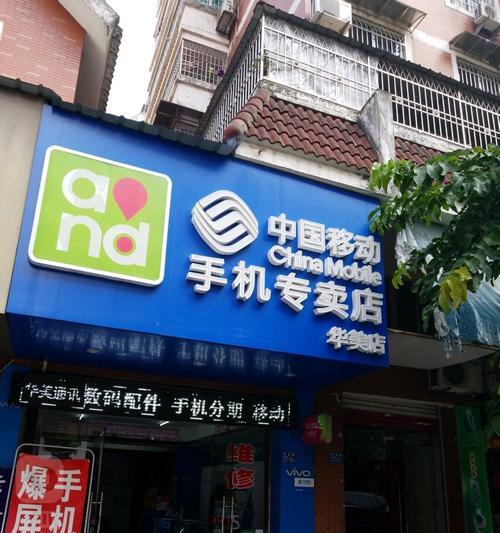 and
中国移动
China Mobile
手机专卖店
华美店
华美通讯 数码配件 手机分期 移动
维修
vivo
手机
爆屏